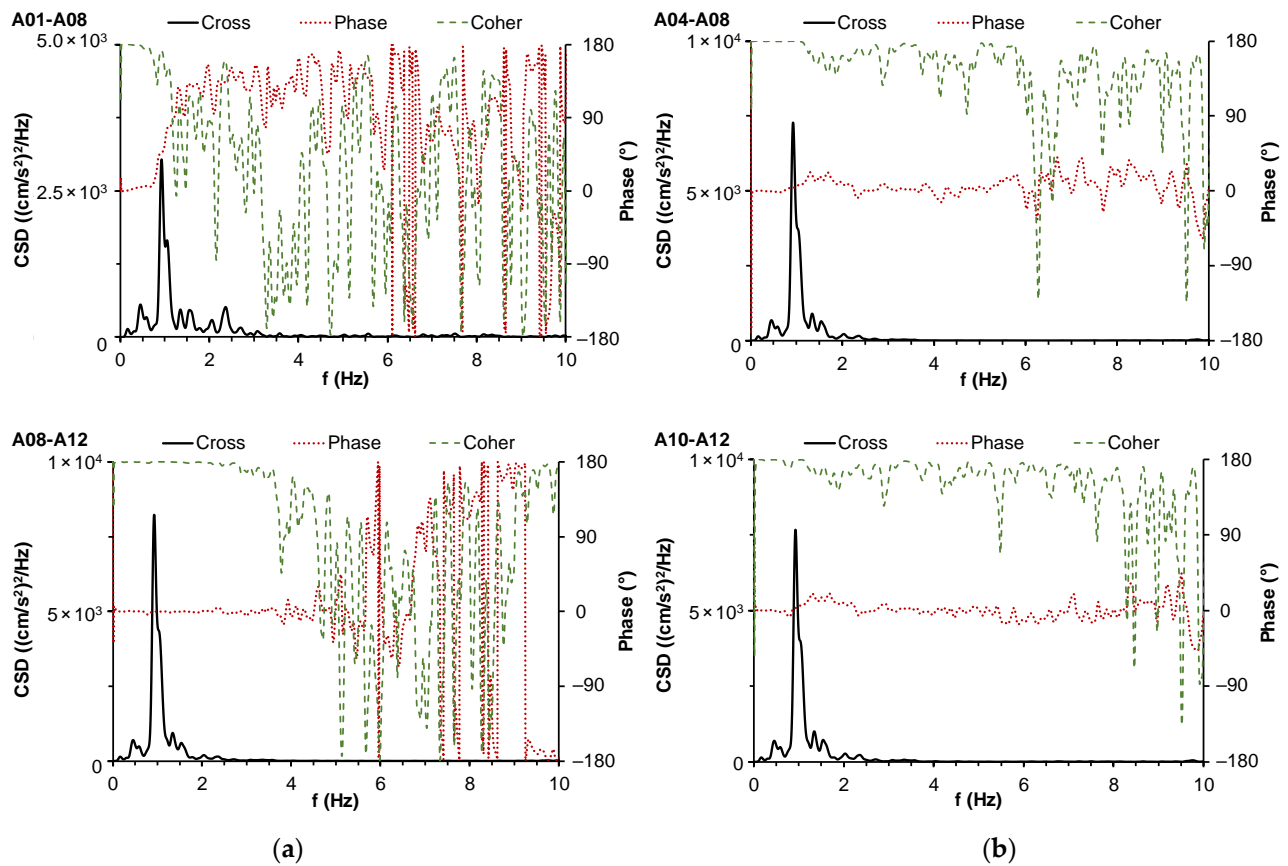 A01-A08 Cross Phase Coher
5.0 × 10³ 180
90
2.5 × 10³ 0
−90
0 −180
0 2 4 6 8 10
f (Hz)
CSD ((cm/s²)²/Hz)
Phase (°)
A04-A08 Cross Phase Coher
1 × 10⁴ 180
90
5 × 10³ 0
−90
0 −180
0 2 4 6 8 10
f (Hz)
CSD ((cm/s²)²/Hz)
Phase (°)
A08-A12 Cross Phase Coher
1 × 10⁴ 180
90
5 × 10³ 0
−90
0 −180
0 2 4 6 8 10
f (Hz)
CSD ((cm/s²)²/Hz)
Phase (°)
A10-A12 Cross Phase Coher
1 × 10⁴ 180
90
5 × 10³ 0
−90
0 −180
0 2 4 6 8 10
f (Hz)
CSD ((cm/s²)²/Hz)
Phase (°)
(a) (b)